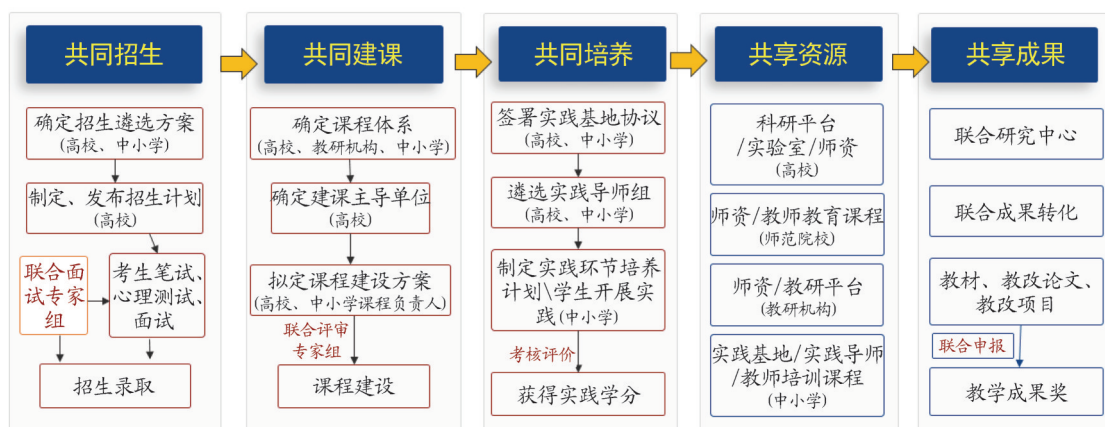 共同招生
确定招生遴选方案
(高校、中小学)
制定、发布招生计划
(高校)
联合面
试专家
组
考生笔试、
心理测试、
面试
招生录取
共同建课
确定课程体系
(高校、教研机构、中小学)
确定建课主导单位
(高校)
拟定课程建设方案
(高校、中小学课程负责人)
联合评审
专家组
课程建设
共同培养
签署实践基地协议
(高校、中小学)
遴选实践导师组
(高校、中小学)
制定实践环节培养
计划\学生开展实
践(中小学)
考核评价
获得实践学分
共享资源
科研平台
/实验室/师资
(高校)
师资/教师教育课程
(师范院校)
师资/教研平台
(教研机构)
实践基地/实践导师
/教师培训课程
(中小学)
共享成果
联合研究中心
联合成果转化
教材、教改论文、
教改项目
联合申报
教学成果奖